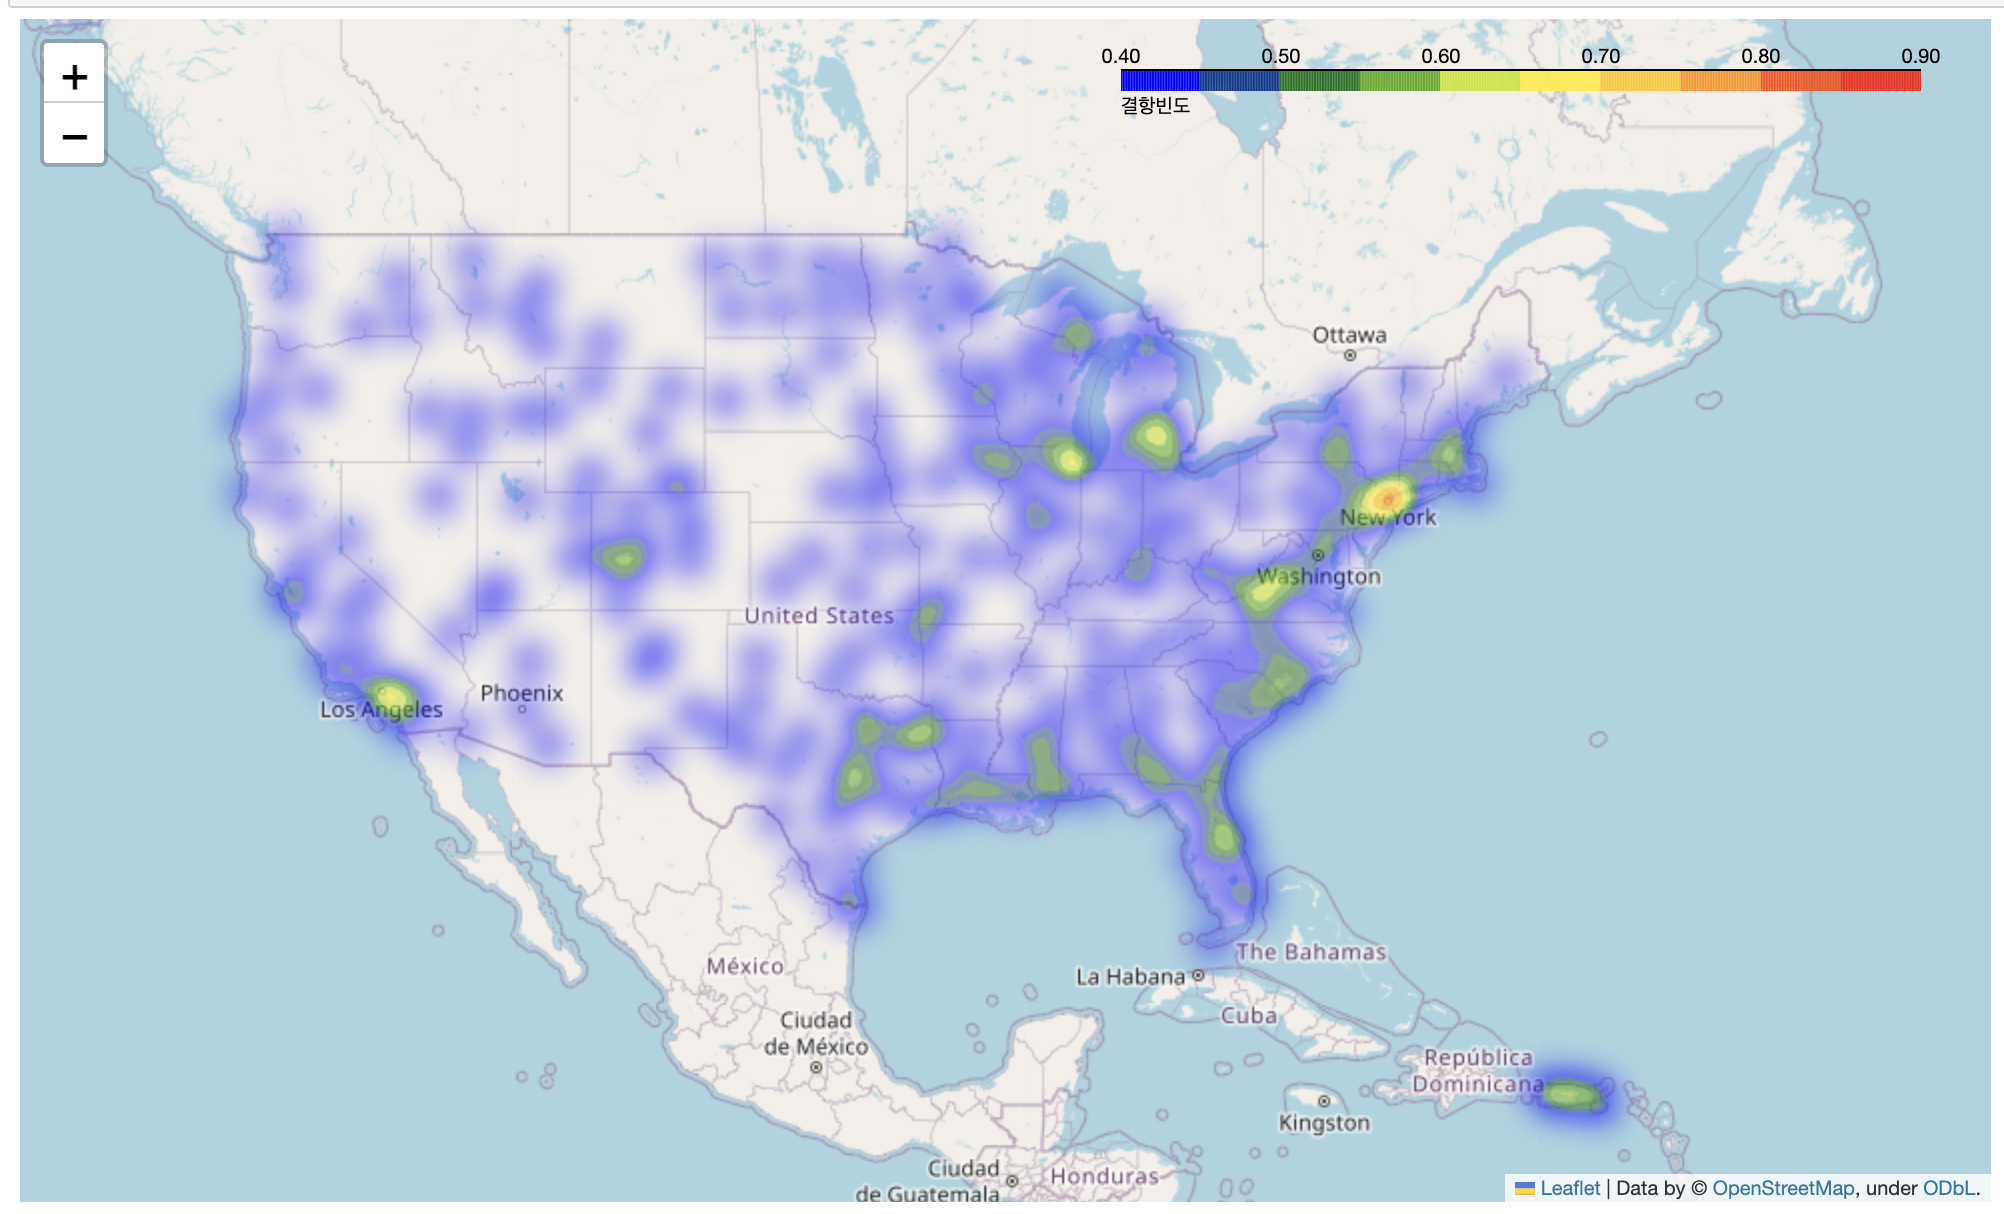 +
−
0.40 0.50 0.60 0.70 0.80 0.90
결항빈도
Ottawa
New York
Washington
United States
Los Angeles
Phoenix
The Bahamas
La Habana
México
Cuba
Ciudad
de México
República
Dominicana
Kingston
Ciudad
de Guatemala
Honduras
Leaflet | Data by © OpenStreetMap, under ODbL.